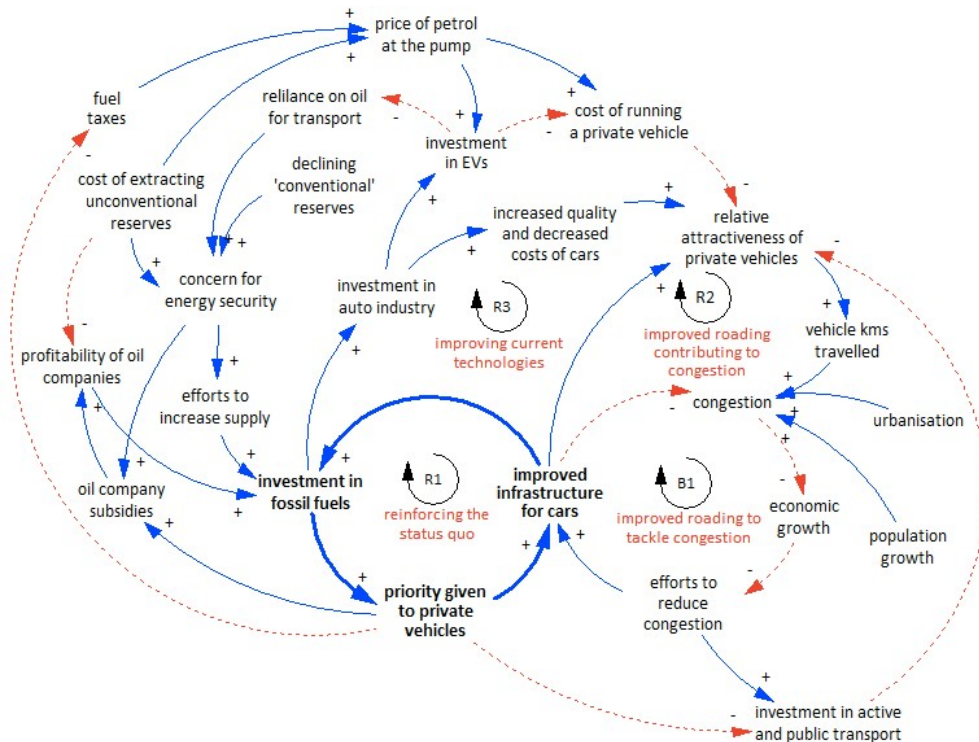 price of petrol
at the pump
fuel
taxes
relilance on oil
for transport
cost of running
a private vehicle
investment
in EVs
cost of extracting
unconventional
reserves
declining
'conventional'
reserves
increased quality
and decreased
costs of cars
relative
attractiveness of
private vehicles
concern for
energy security
investment in
auto industry
R3
improving current
technologies
R2
improved roading
contributing to
congestion
vehicle kms
travelled
profitability of oil
companies
efforts to
increase supply
congestion
urbanisation
oil company
subsidies
investment in
fossil fuels
R1
reinforcing the
status quo
improved
infrastructure
for cars
B1
improved roading to
tackle congestion
economic
growth
population
growth
priority given
to private
vehicles
efforts to
reduce
congestion
investment in active
and public transport